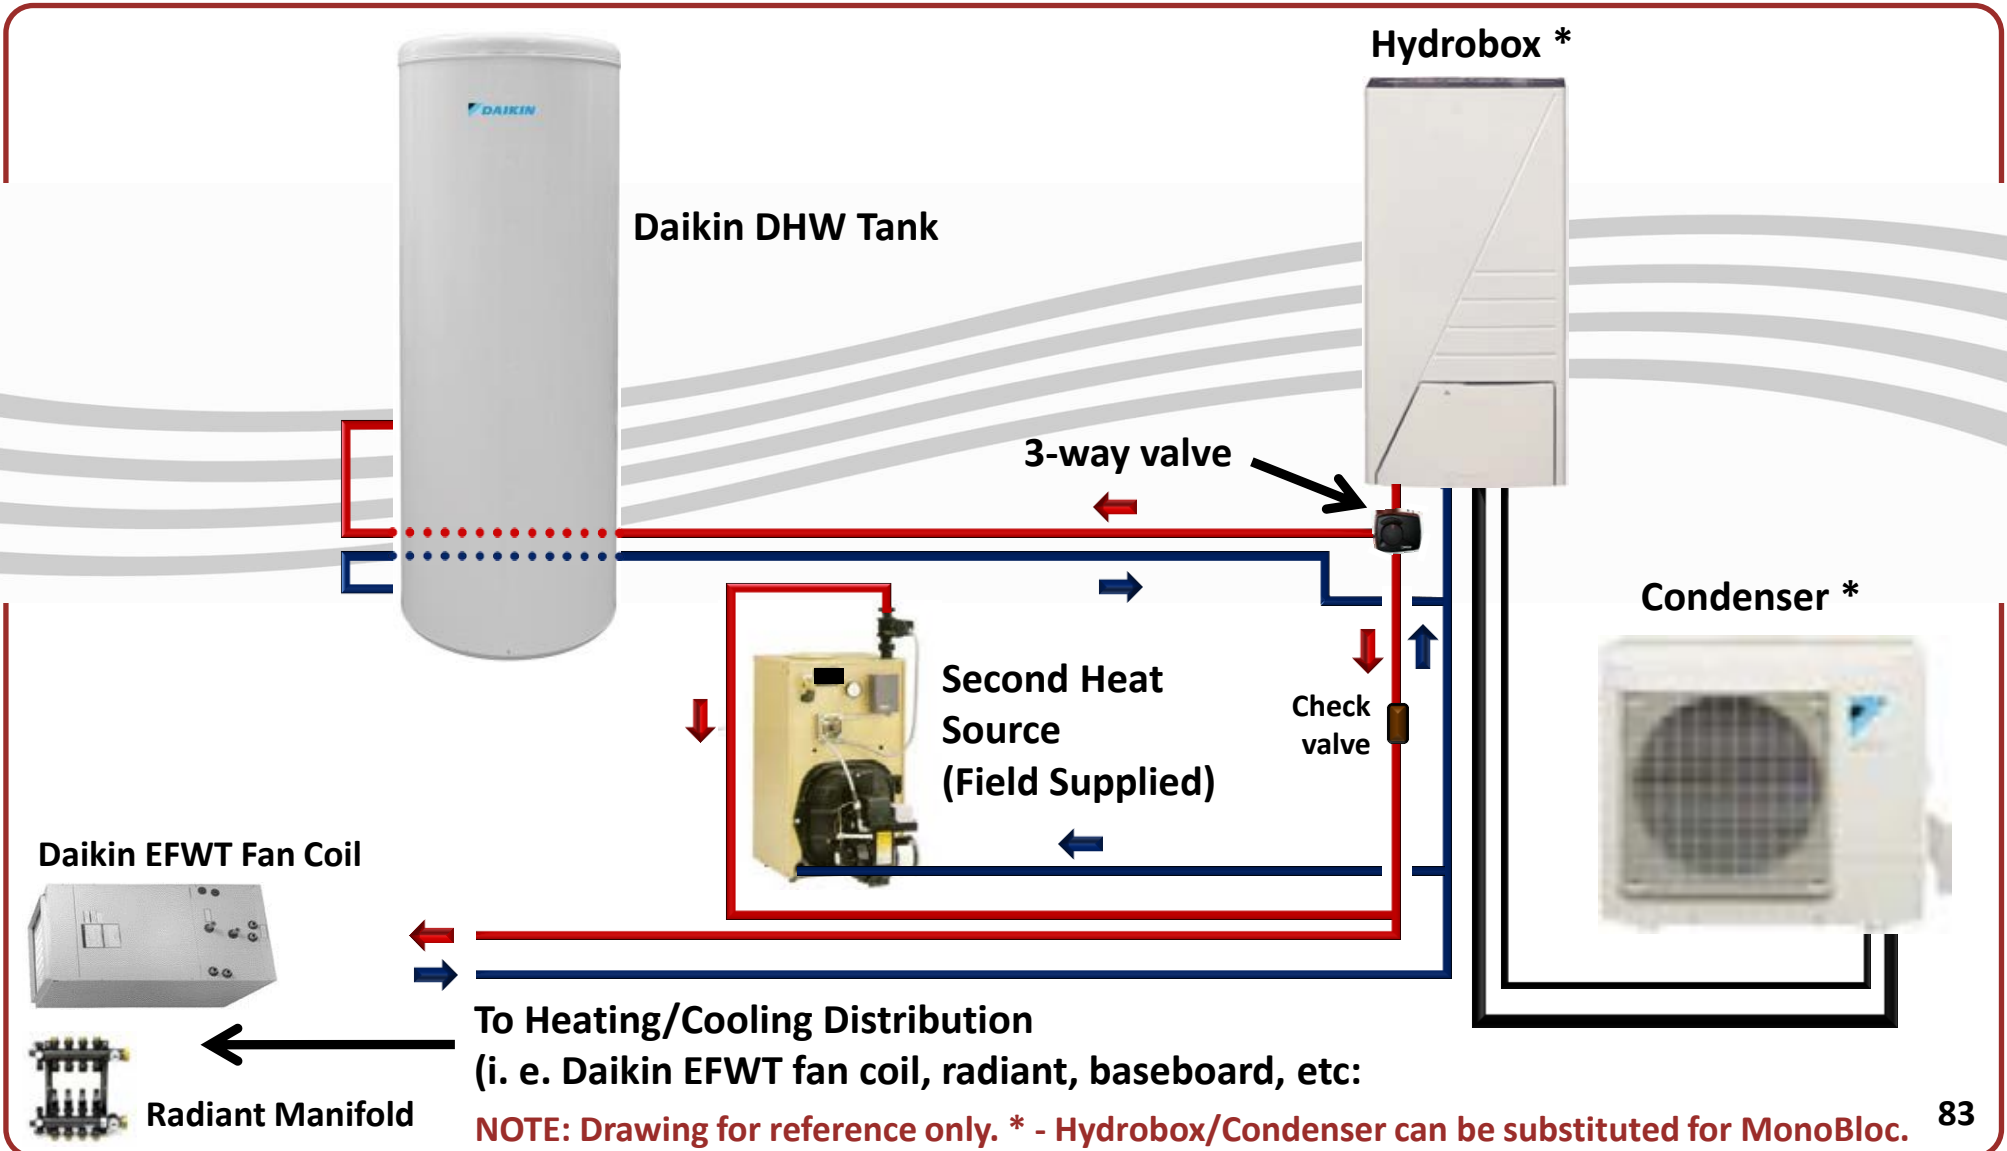 Hydrobox *
DAIKIN
Daikin DHW Tank
3-way valve
Condenser *
Second Heat
Source
(Field Supplied)
Check
valve
Daikin EFWT Fan Coil
To Heating/Cooling Distribution
(i. e. Daikin EFWT fan coil, radiant, baseboard, etc:
Radiant Manifold
NOTE: Drawing for reference only. * - Hydrobox/Condenser can be substituted for MonoBloc.
83